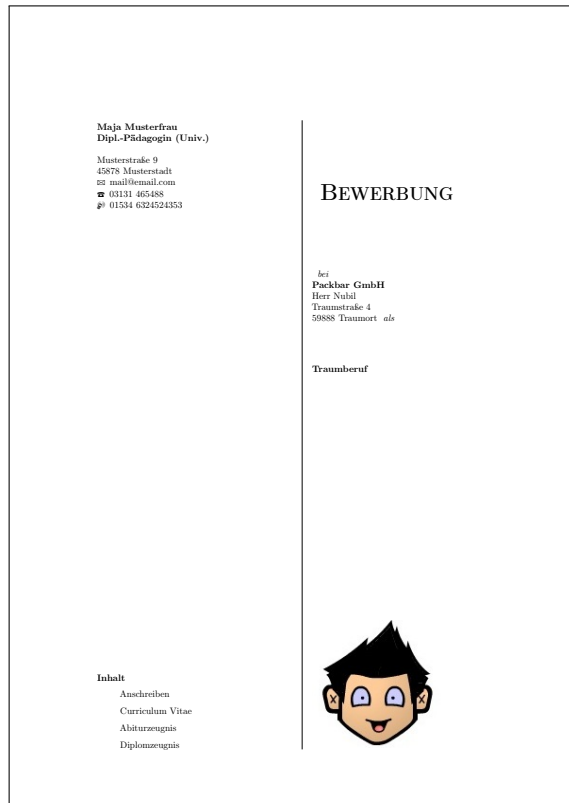 Maja Musterfrau
Dipl.-Pädagogin (Univ.)
Musterstraße 9
45878 Musterstadt
✉ mail@email.com
☎ 03131 465488
01534 6324524353
BEWERBUNG
bei
Packbar GmbH
Herr Nubil
Traumstraße 4
59888 Traumort als
Traumberuf
Inhalt
Anschreiben
Curriculum Vitae
Abiturzeugnis
Diplomzeugnis